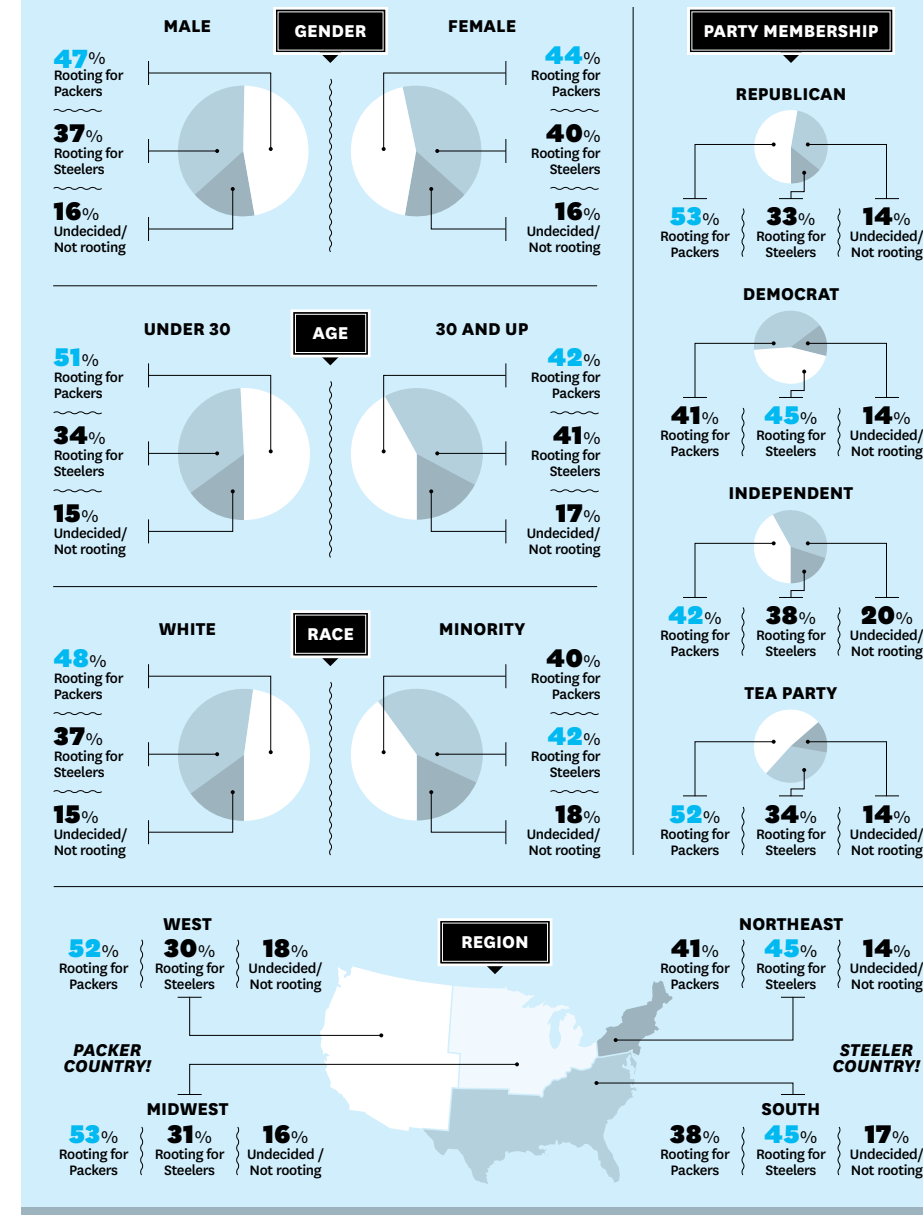 GENDER
MALE
47%
Rooting for
Packers
37%
Rooting for
Steelers
16%
Undecided/
Not rooting
FEMALE
44%
Rooting for
Packers
40%
Rooting for
Steelers
16%
Undecided/
Not rooting
AGE
UNDER 30
51%
Rooting for
Packers
34%
Rooting for
Steelers
15%
Undecided/
Not rooting
30 AND UP
42%
Rooting for
Packers
41%
Rooting for
Steelers
17%
Undecided/
Not rooting
RACE
WHITE
48%
Rooting for
Packers
37%
Rooting for
Steelers
15%
Undecided/
Not rooting
MINORITY
40%
Rooting for
Packers
42%
Rooting for
Steelers
18%
Undecided/
Not rooting
PARTY MEMBERSHIP
REPUBLICAN
53%
Rooting for
Packers
33%
Rooting for
Steelers
14%
Undecided/
Not rooting
DEMOCRAT
41%
Rooting for
Packers
45%
Rooting for
Steelers
14%
Undecided/
Not rooting
INDEPENDENT
42%
Rooting for
Packers
38%
Rooting for
Steelers
20%
Undecided/
Not rooting
TEA PARTY
52%
Rooting for
Packers
34%
Rooting for
Steelers
14%
Undecided/
Not rooting
REGION
WEST
52%
Rooting for
Packers
30%
Rooting for
Steelers
18%
Undecided/
Not rooting
PACKER
COUNTRY!
MIDWEST
53%
Rooting for
Packers
31%
Rooting for
Steelers
16%
Undecided /
Not rooting
NORTHEAST
41%
Rooting for
Packers
45%
Rooting for
Steelers
14%
Undecided/
Not rooting
STEELER
COUNTRY!
SOUTH
38%
Rooting for
Packers
45%
Rooting for
Steelers
17%
Undecided/
Not rooting